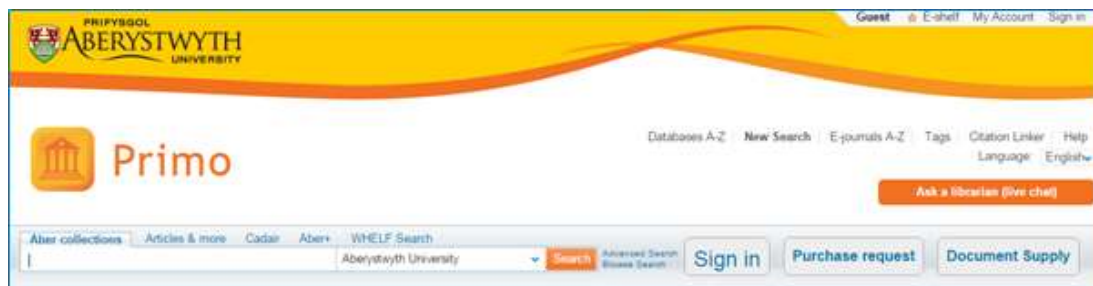 Guest E-shelf My Account Sign in
PRIFYSGOL
ABERYSTWYTH
UNIVERSITY
Databases A-Z New Search E-journals A-Z Tags Citation Linker Help
Language: English
Primo
Ask a librarian (live chat)
Aber collections Articles & more Cadair Aber+ WHELF Search
Aberystwyth University Search Advanced Search
Browse Search
Sign in Purchase request Document Supply